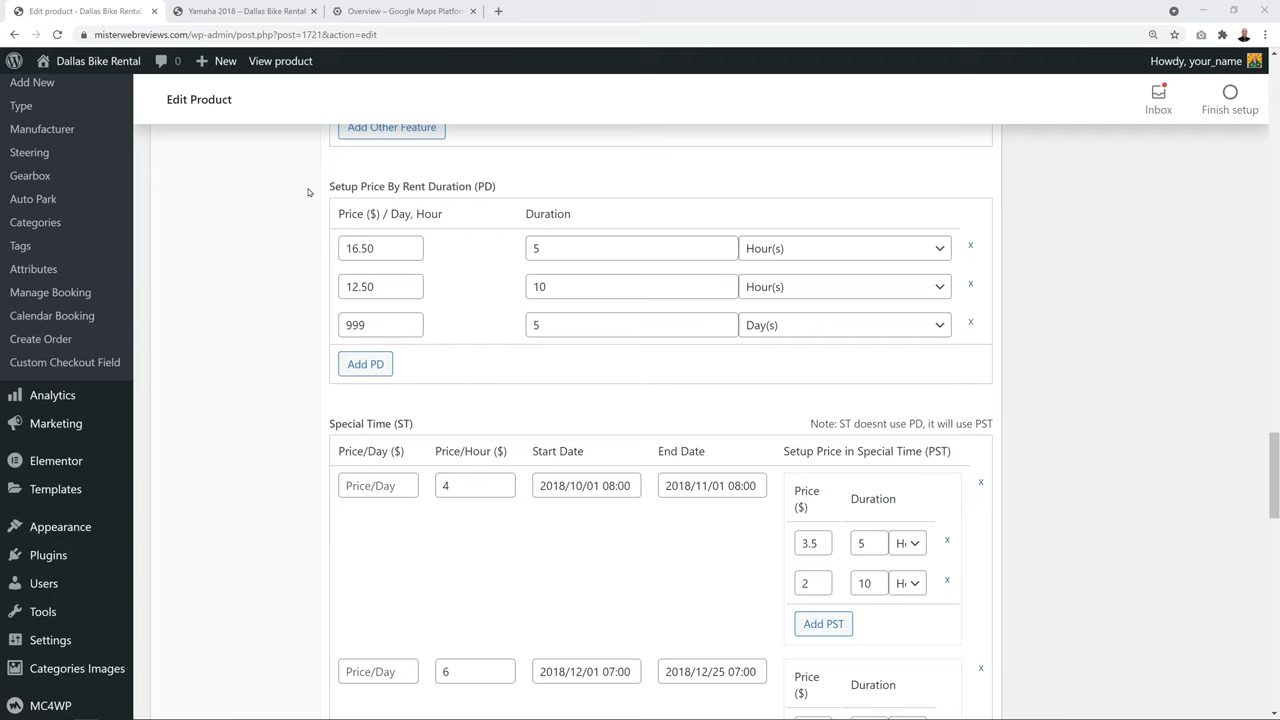 Edit product ‹ Dallas Bike Rental
Yamaha 2018 – Dallas Bike Rental
Overview – Google Maps Platfo
misterwebreviews.com/wp-admin/post.php?post=1721&action=edit
Dallas Bike Rental 0 New View product Howdy, your_name
Add New
Type
Manufacturer
Steering
Gearbox
Auto Park
Categories
Tags
Attributes
Manage Booking
Calendar Booking
Create Order
Custom Checkout Field
Analytics
Marketing
Elementor
Templates
Appearance
Plugins
Users
Tools
Settings
Categories Images
MC4WP
Edit Product
Inbox
Finish setup
Add Other Feature
Setup Price By Rent Duration (PD)
Price ($) / Day, Hour Duration
16.50 5 Hour(s) x
12.50 10 Hour(s) x
999 5 Day(s) x
Add PD
Special Time (ST) Note: ST doesnt use PD, it will use PST
Price/Day ($) Price/Hour ($) Start Date End Date Setup Price in Special Time (PST)
Price/Day 4 2018/10/01 08:00 2018/11/01 08:00 x
Price
($) Duration
3.5 5 x
2 10 x
Add PST
Price/Day 6 2018/12/01 07:00 2018/12/25 07:00 x
Price
($) Duration